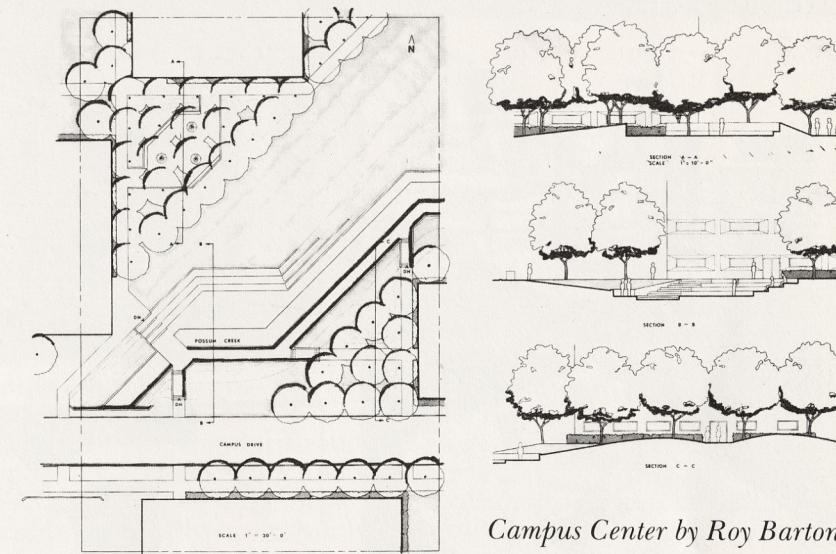 N
A
A
B
B
C
C
DN
DN
DN
POSSUM CREEK
CAMPUS DRIVE
SCALE 1" = 30'-0"
SECTION A-A
SCALE 1" = 10'-0"
SECTION B-B
SECTION C-C
Campus Center by Roy Barton